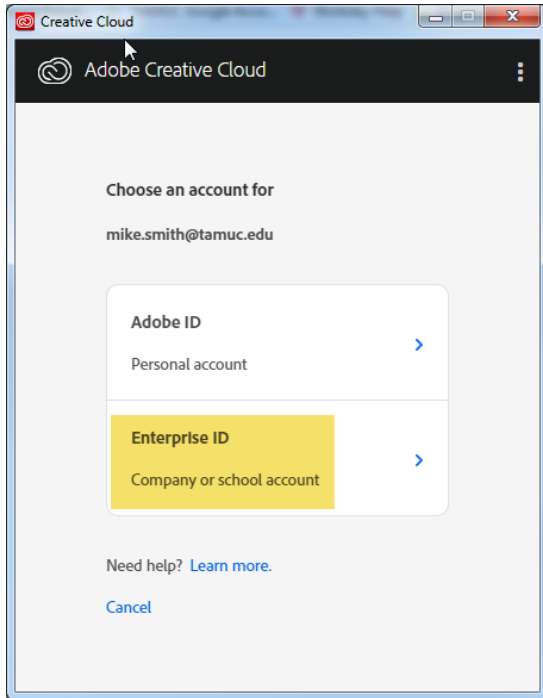 Creative Cloud
Adobe Creative Cloud
Choose an account for
mike.smith@tamuc.edu
Adobe ID
Personal account
Enterprise ID
Company or school account
Need help? Learn more.
Cancel